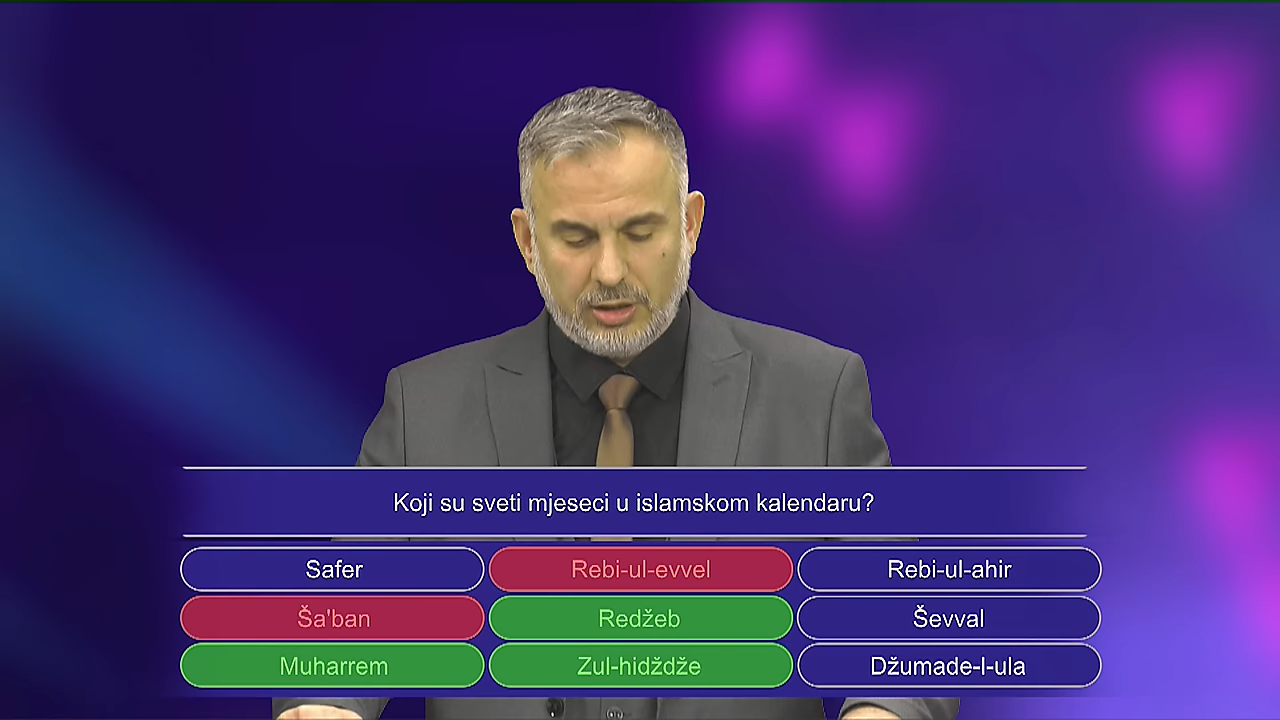 Koji su sveti mjeseci u islamskom kalendaru?
Safer
Rebi-ul-evvel
Rebi-ul-ahir
Ša'ban
Redžeb
Ševval
Muharrem
Zul-hidždže
Džumade-l-ula